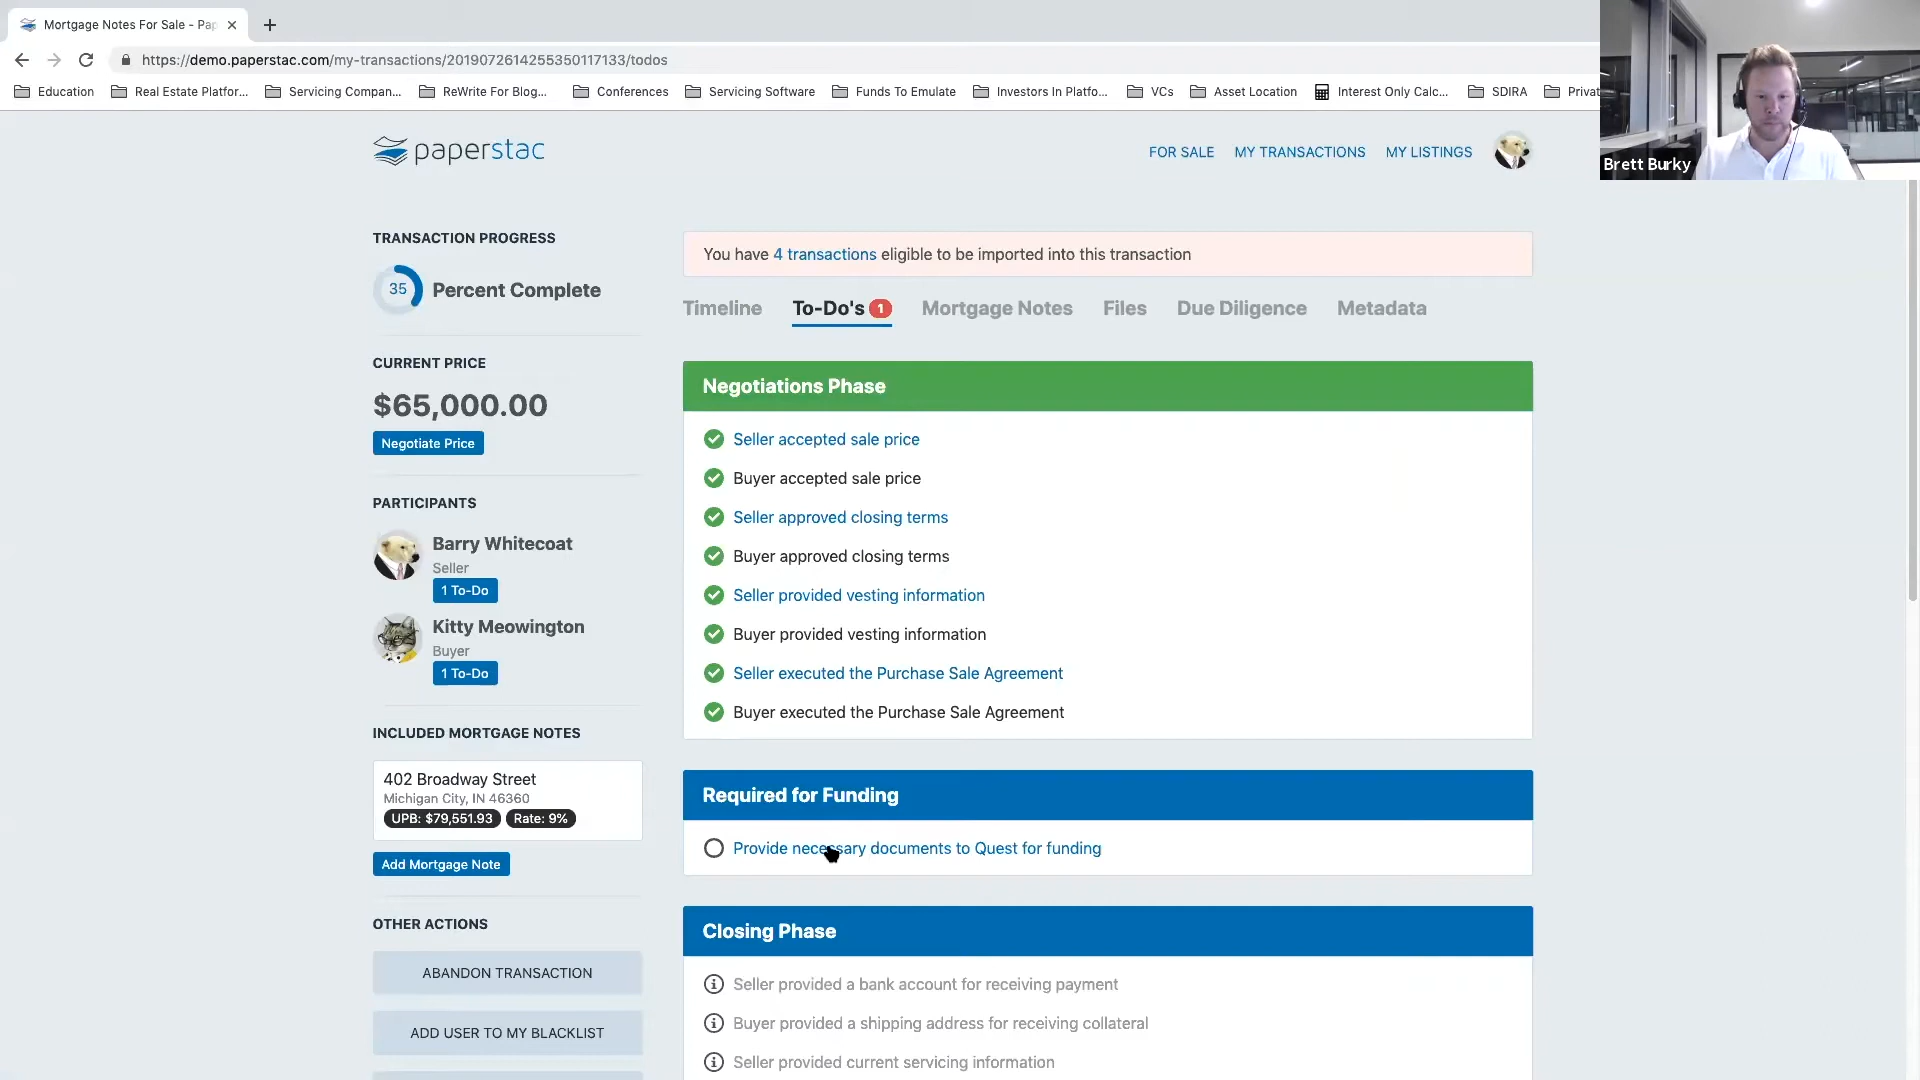 Mortgage Notes For Sale - Pap
https://demo.paperstac.com/my-transactions/2019072614255350117133/todos
Education
Real Estate Platfor...
Servicing Compan...
ReWrite For Blog...
Conferences
Servicing Software
Funds To Emulate
Investors In Platfo...
VCs
Asset Location
Interest Only Calc...
SDIRA
Privat
Brett Burky
paperstac
FOR SALE
MY TRANSACTIONS
MY LISTINGS
TRANSACTION PROGRESS
35
Percent Complete
CURRENT PRICE
$65,000.00
Negotiate Price
PARTICIPANTS
Barry Whitecoat
Seller
1 To-Do
Kitty Meowington
Buyer
1 To-Do
INCLUDED MORTGAGE NOTES
402 Broadway Street
Michigan City, IN 46360
UPB: $79,551.93
Rate: 9%
Add Mortgage Note
OTHER ACTIONS
ABANDON TRANSACTION
ADD USER TO MY BLACKLIST
You have 4 transactions eligible to be imported into this transaction
Timeline
To-Do's 1
Mortgage Notes
Files
Due Diligence
Metadata
Negotiations Phase
Seller accepted sale price
Buyer accepted sale price
Seller approved closing terms
Buyer approved closing terms
Seller provided vesting information
Buyer provided vesting information
Seller executed the Purchase Sale Agreement
Buyer executed the Purchase Sale Agreement
Required for Funding
Provide necessary documents to Quest for funding
Closing Phase
Seller provided a bank account for receiving payment
Buyer provided a shipping address for receiving collateral
Seller provided current servicing information